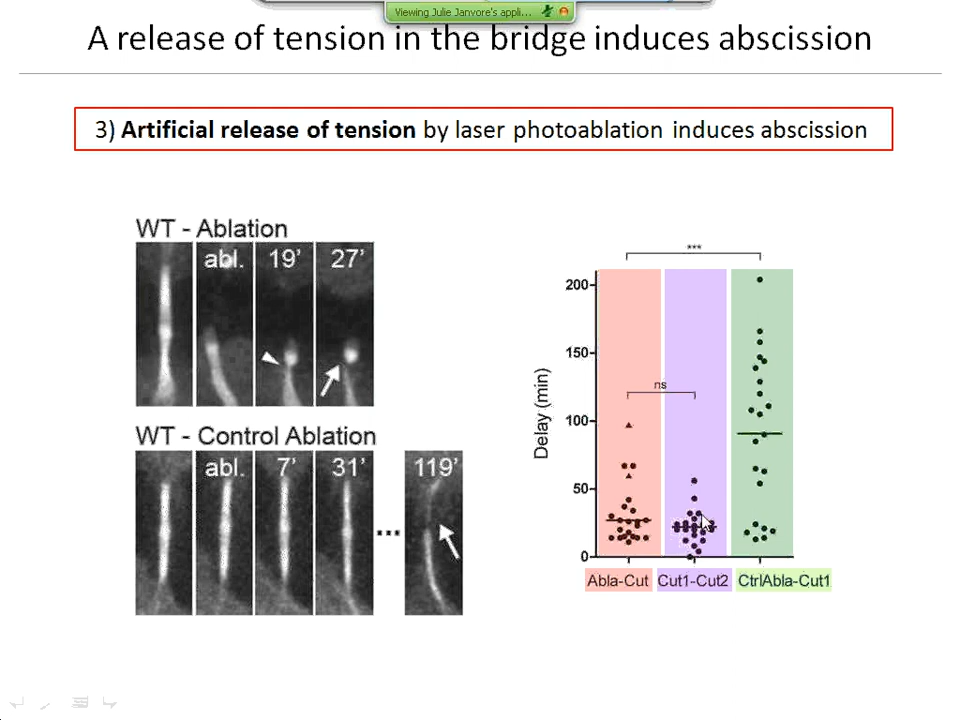 Viewing Julie Janvore's appli...
A release of tension in the bridge induces abscission
3) Artificial release of tension by laser photoablation induces abscission
WT - Ablation
abl. 19' 27'
WT - Control Ablation
abl. 7' 31' ... 119'
***
ns
Delay (min)
200
150
100
50
0
Abla-Cut Cut1-Cut2 CtrlAbla-Cut1